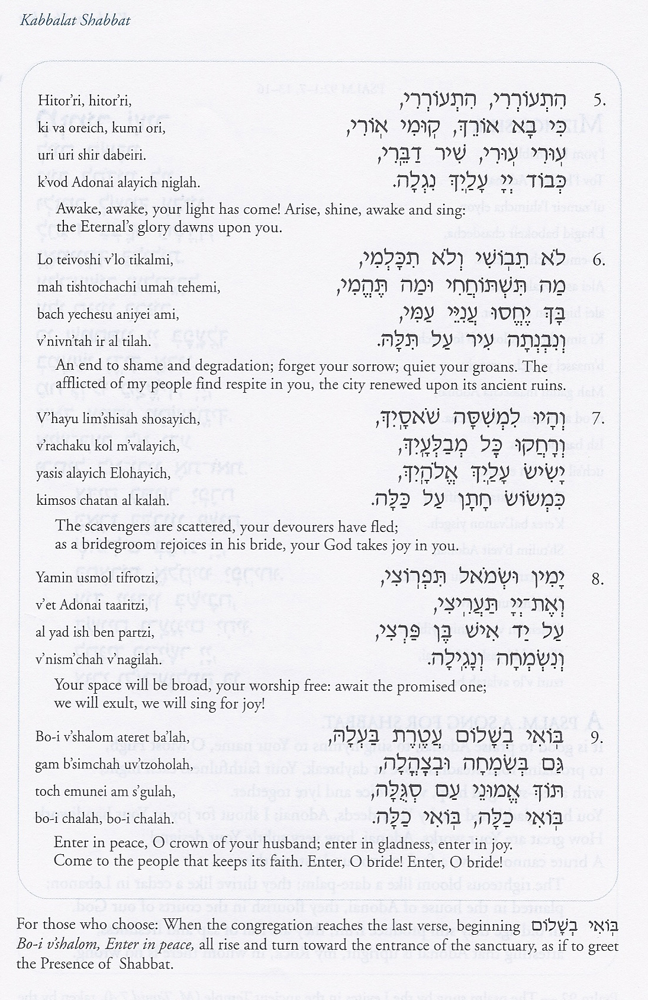 Kabbalat Shabbat
Hitor’ri, hitor’ri,
הִתְעוֹרְרִי, הִתְעוֹרְרִי, 5.
ki va oreich, kumi ori,
כִּי בָא אוֹרֵךְ, קֽוּמִי אֽוֹרִי,
uri uri shir dabeiri.
עֽוּרִי עֽוּרִי, שִׁיר דַּבֵּֽרִי,
k’vod Adonai alayich niglah.
כְּבוֹד יְיָ עָלַֽיִךְ נִגְלָה.
Awake, awake, your light has come! Arise, shine, awake and sing:
the Eternal’s glory dawns upon you.
Lo teivoshi v’lo tikalmi,
לֹא תֵבֽוֹשִׁי וְלֹא תִכָּלְמִי, 6.
mah tishtochachi umah tehemi,
מַה תִּשְׁתּוֹחֲחִי וּמַה תֶּהֱמִי,
bach yechesu aniyei ami,
בָּךְ יֶחֱסוּ עֲנִיֵּי עַמִּי,
v’nivntah ir al tilah.
וְנִבְנְתָה עִיר עַל תִּלָּהּ.
An end to shame and degradation; forget your sorrow; quiet your groans. The
afflicted of my people find respite in you, the city renewed upon its ancient ruins.
V’hayu lim’shisah shosayich,
וְהָיוּ לִמְשִׁסָּה שֹׁאסָֽיִךְ, 7.
v’rachaku kol m’valayich,
וְרָחֲקוּ כָּל מְבַלְּעָֽיִךְ,
yasis alayich Elohayich,
יָשִׂישׂ עָלַֽיִךְ אֱלֹהָֽיִךְ,
kimsos chatan al kalah.
כִּמְשׂוֹשׂ חָתָן עַל כַּלָּה.
The scavengers are scattered, your devourers have fled;
as a bridegroom rejoices in his bride, your God takes joy in you.
Yamin usmol tifrotzi,
יָמִין וּשְׂמֹאל תִּפְרֽוֹצִי, 8.
v’et Adonai taaritzi,
וְאֶת־יְיָ תַּעֲרִֽיצִי,
al yad ish ben partzi,
עַל יַד אִישׁ בֶּן פַּרְצִי,
v’nism’chah v’nagilah.
וְנִשְׂמְחָה וְנָגִֽילָה.
Your space will be broad, your worship free: await the promised one;
we will exult, we will sing for joy!
Bo-i v’shalom ateret ba’lah,
בּֽוֹאִי בְשָׁלוֹם עֲטֶֽרֶת בַּעְלָהּ, 9.
gam b’simchah uv’tzoholah,
גַּם בְּשִׂמְחָה וּבְצָהֳלָה,
toch emunei am s’gulah,
תּוֹךְ אֱמוּנֵי עַם סְגֻלָּה,
bo-i chalah, bo-i chalah.
בּֽוֹאִי כַלָּה, בּֽוֹאִי כַלָּה.
Enter in peace, O crown of your husband; enter in gladness, enter in joy.
Come to the people that keeps its faith. Enter, O bride! Enter, O bride!
For those who choose: When the congregation reaches the last verse, beginning בּֽוֹאִי בְשָׁלוֹם
Bo-i v’shalom, Enter in peace, all rise and turn toward the entrance of the sanctuary, as if to greet
the Presence of Shabbat.